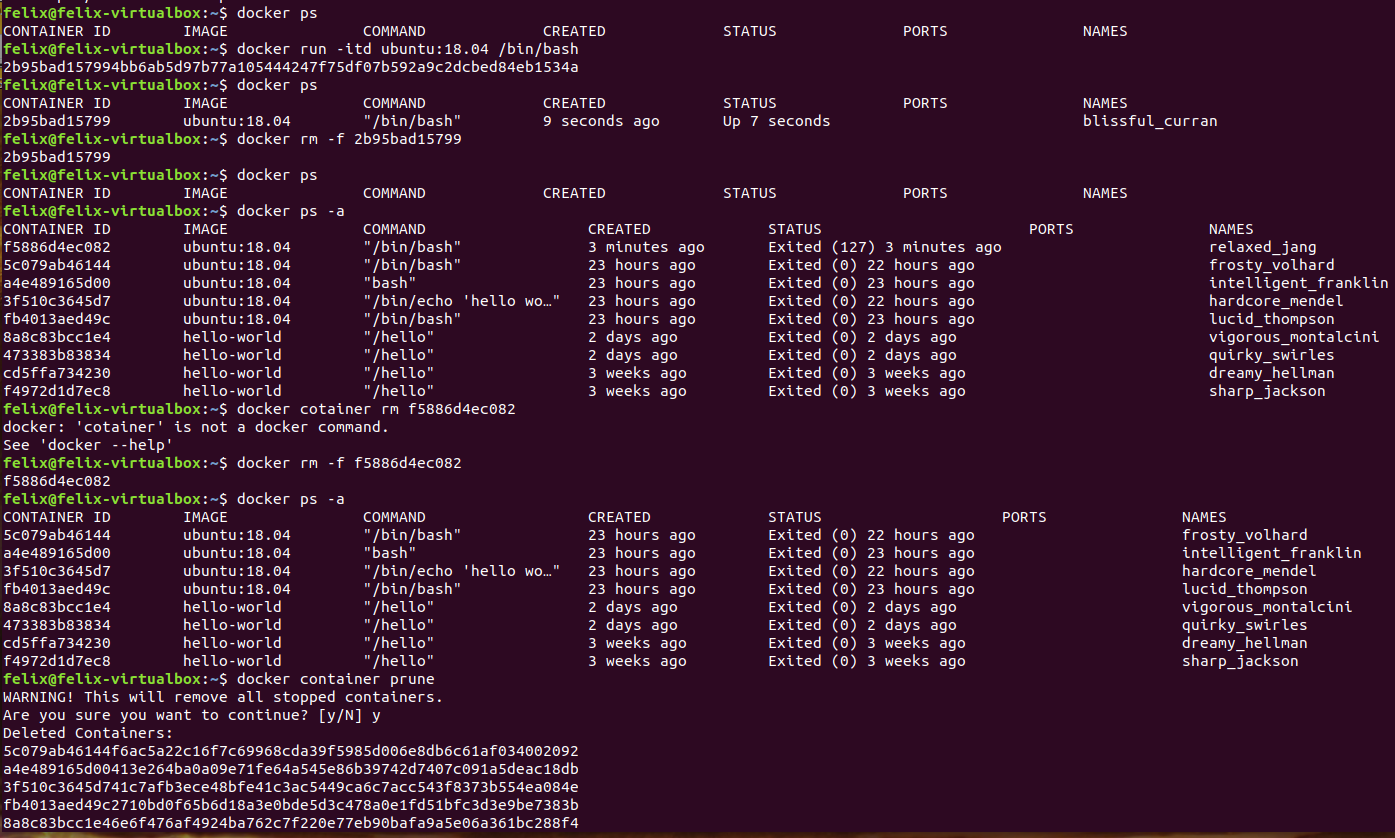 felix@felix-virtualbox:~$ docker ps
CONTAINER ID        IMAGE               COMMAND             CREATED             STATUS              PORTS               NAMES
felix@felix-virtualbox:~$ docker run -itd ubuntu:18.04 /bin/bash
2b95bad157994bb6ab5d97b77a105444247f75df07b592a9c2dcbed84eb1534a
felix@felix-virtualbox:~$ docker ps
CONTAINER ID        IMAGE               COMMAND             CREATED             STATUS              PORTS               NAMES
2b95bad15799        ubuntu:18.04        "/bin/bash"         9 seconds ago       Up 7 seconds                            blissful_curran
felix@felix-virtualbox:~$ docker rm -f 2b95bad15799
2b95bad15799
felix@felix-virtualbox:~$ docker ps
CONTAINER ID        IMAGE               COMMAND             CREATED             STATUS              PORTS               NAMES
felix@felix-virtualbox:~$ docker ps -a
CONTAINER ID        IMAGE               COMMAND                  CREATED             STATUS                       PORTS               NAMES
f5886d4ec082        ubuntu:18.04        "/bin/bash"              3 minutes ago       Exited (127) 3 minutes ago                       relaxed_jang
5c079ab46144        ubuntu:18.04        "/bin/bash"              23 hours ago        Exited (0) 22 hours ago                          frosty_volhard
a4e489165d00        ubuntu:18.04        "bash"                   23 hours ago        Exited (0) 23 hours ago                          intelligent_franklin
3f510c3645d7        ubuntu:18.04        "/bin/echo 'hello wo…"   23 hours ago        Exited (0) 22 hours ago                          hardcore_mendel
fb4013aed49c        ubuntu:18.04        "/bin/bash"              23 hours ago        Exited (0) 23 hours ago                          lucid_thompson
8a8c83bcc1e4        hello-world         "/hello"                 2 days ago          Exited (0) 2 days ago                            vigorous_montalcini
473383b83834        hello-world         "/hello"                 2 days ago          Exited (0) 2 days ago                            quirky_swirles
cd5ffa734230        hello-world         "/hello"                 3 weeks ago         Exited (0) 3 weeks ago                           dreamy_hellman
f4972d1d7ec8        hello-world         "/hello"                 3 weeks ago         Exited (0) 3 weeks ago                           sharp_jackson
felix@felix-virtualbox:~$ docker cotainer rm f5886d4ec082
docker: 'cotainer' is not a docker command.
See 'docker --help'
felix@felix-virtualbox:~$ docker rm -f f5886d4ec082
f5886d4ec082
felix@felix-virtualbox:~$ docker ps -a
CONTAINER ID        IMAGE               COMMAND                  CREATED             STATUS                    PORTS               NAMES
5c079ab46144        ubuntu:18.04        "/bin/bash"              23 hours ago        Exited (0) 22 hours ago                       frosty_volhard
a4e489165d00        ubuntu:18.04        "bash"                   23 hours ago        Exited (0) 23 hours ago                       intelligent_franklin
3f510c3645d7        ubuntu:18.04        "/bin/echo 'hello wo…"   23 hours ago        Exited (0) 22 hours ago                       hardcore_mendel
fb4013aed49c        ubuntu:18.04        "/bin/bash"              23 hours ago        Exited (0) 23 hours ago                       lucid_thompson
8a8c83bcc1e4        hello-world         "/hello"                 2 days ago          Exited (0) 2 days ago                         vigorous_montalcini
473383b83834        hello-world         "/hello"                 2 days ago          Exited (0) 2 days ago                         quirky_swirles
cd5ffa734230        hello-world         "/hello"                 3 weeks ago         Exited (0) 3 weeks ago                        dreamy_hellman
f4972d1d7ec8        hello-world         "/hello"                 3 weeks ago         Exited (0) 3 weeks ago                        sharp_jackson
felix@felix-virtualbox:~$ docker container prune
WARNING! This will remove all stopped containers.
Are you sure you want to continue? [y/N] y
Deleted Containers:
5c079ab46144f6ac5a22c16f7c69968cda39f5985d006e8db6c61af034002092
a4e489165d00413e264ba0a09e71fe64a545e86b39742d7407c091a5deac18db
3f510c3645d741c7afb3ece48bfe41c3ac5449ca6c7acc543f8373b554ea084e
fb4013aed49c2710bd0f65b6d18a3e0bde5d3c478a0e1fd51bfc3d3e9be7383b
8a8c83bcc1e46e6f476af4924ba762c7f220e77eb90bafa9a5e06a361bc288f4